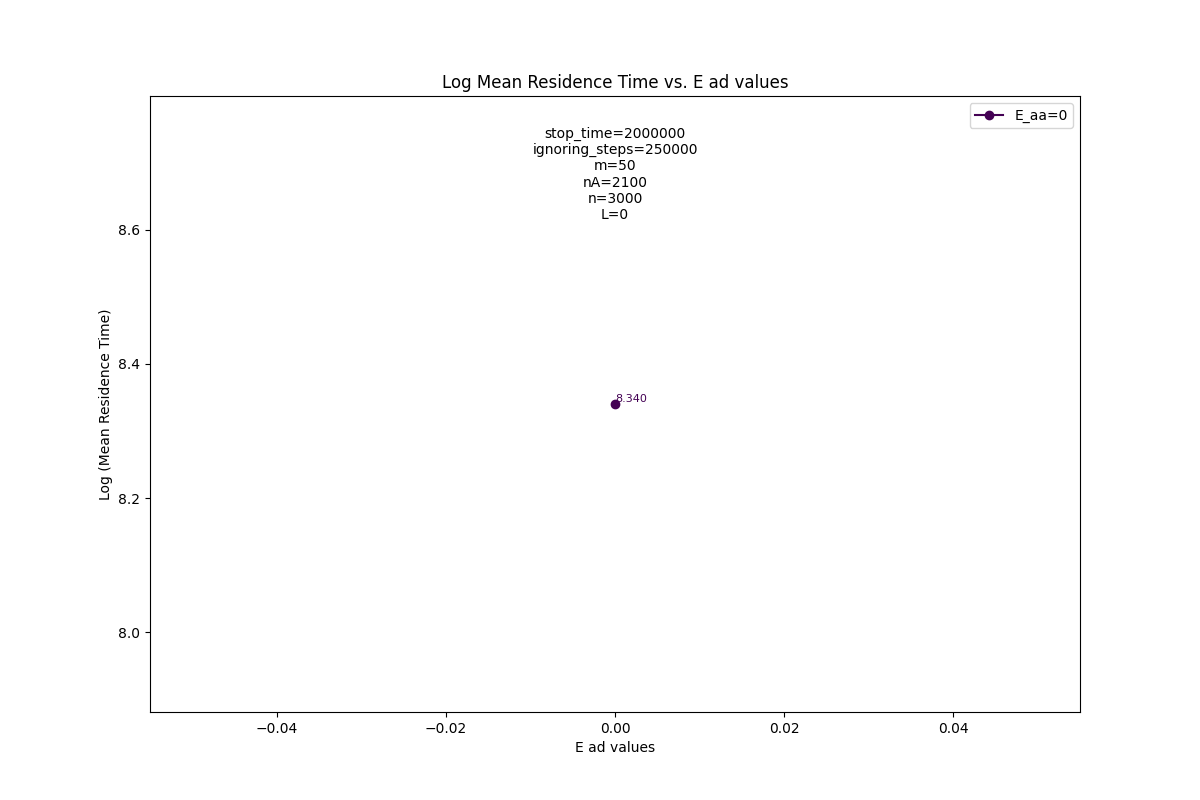 Log Mean Residence Time vs. E ad values
E_aa=0
stop_time=2000000
ignoring_steps=250000
m=50
nA=2100
n=3000
L=0
Log (Mean Residence Time)
8.6
8.4
8.2
8.0
8.340
−0.04
−0.02
0.00
0.02
0.04
E ad values